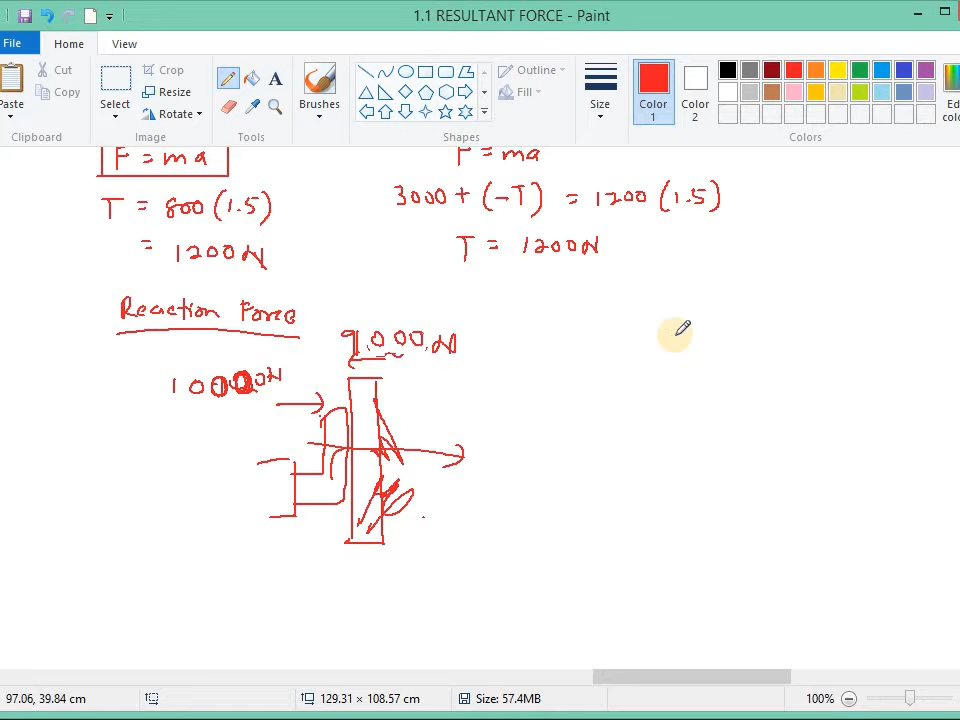 1.1 RESULTANT FORCE - Paint
File Home View
Paste
Cut
Copy
Clipboard
Select
Crop
Resize
Rotate
Image
Tools
Brushes
Outline
Fill
Shapes
Size
Color 1
Color 2
Colors
F = ma
T = 800 (1.5)
= 1200 N
F = ma
3000 + (-T) = 1200 (1.5)
T = 1200N
Reaction Force
9,000,N
97.06, 39.84 cm
129.31 × 108.57 cm
Size: 57.4MB
100%